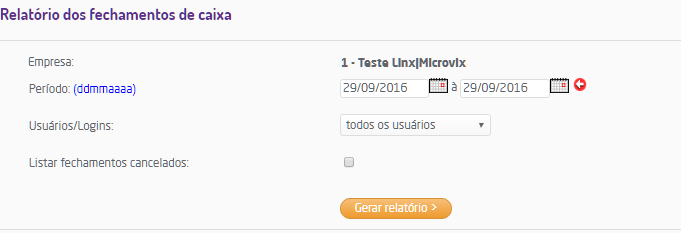 Relatório dos fechamentos de caixa
Empresa: 1 - Teste Linx|Microvix
Período: (ddmmaaaa) 29/09/2016 à 29/09/2016
Usuários/Logins: todos os usuários
Listar fechamentos cancelados:
Gerar relatório >